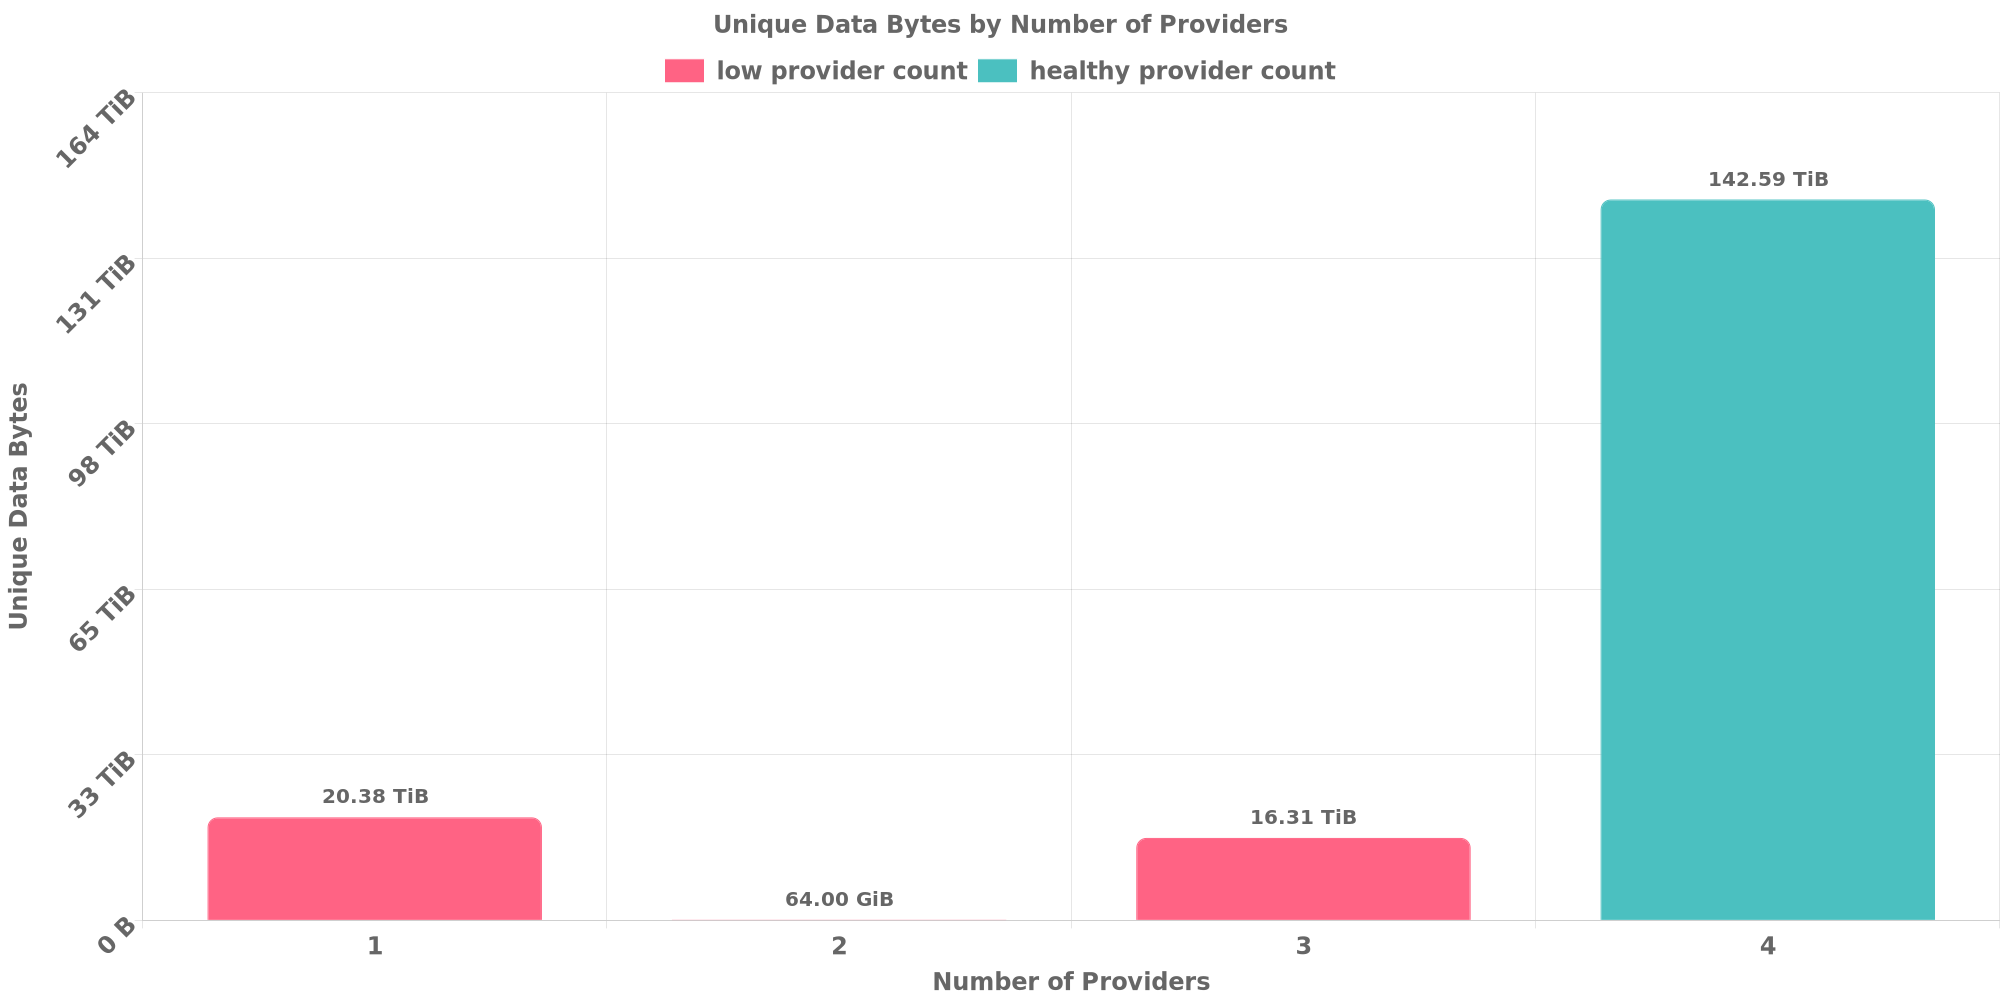 Unique Data Bytes by Number of Providers
low provider count healthy provider count
164 TiB
131 TiB
98 TiB
65 TiB
33 TiB
0 B
Unique Data Bytes
20.38 TiB
64.00 GiB
16.31 TiB
142.59 TiB
1 2 3 4
Number of Providers